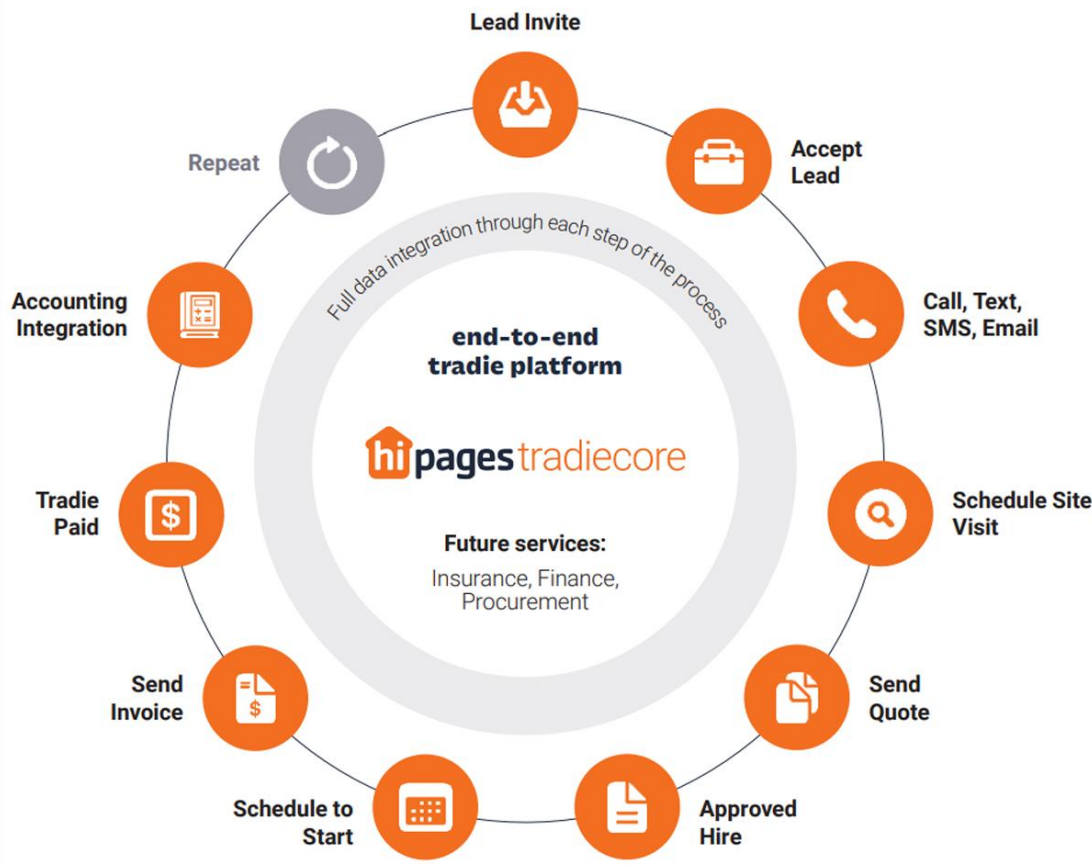 Lead Invite
Accept
Lead
Call, Text,
SMS, Email
Schedule Site
Visit
Send
Quote
Approved
Hire
Schedule to
Start
Send
Invoice
$
Tradie
Paid
$
Accounting
Integration
Repeat
Full data integration through each step of the process
end-to-end
tradie platform
hipages tradiecore
Future services:
Insurance, Finance,
Procurement